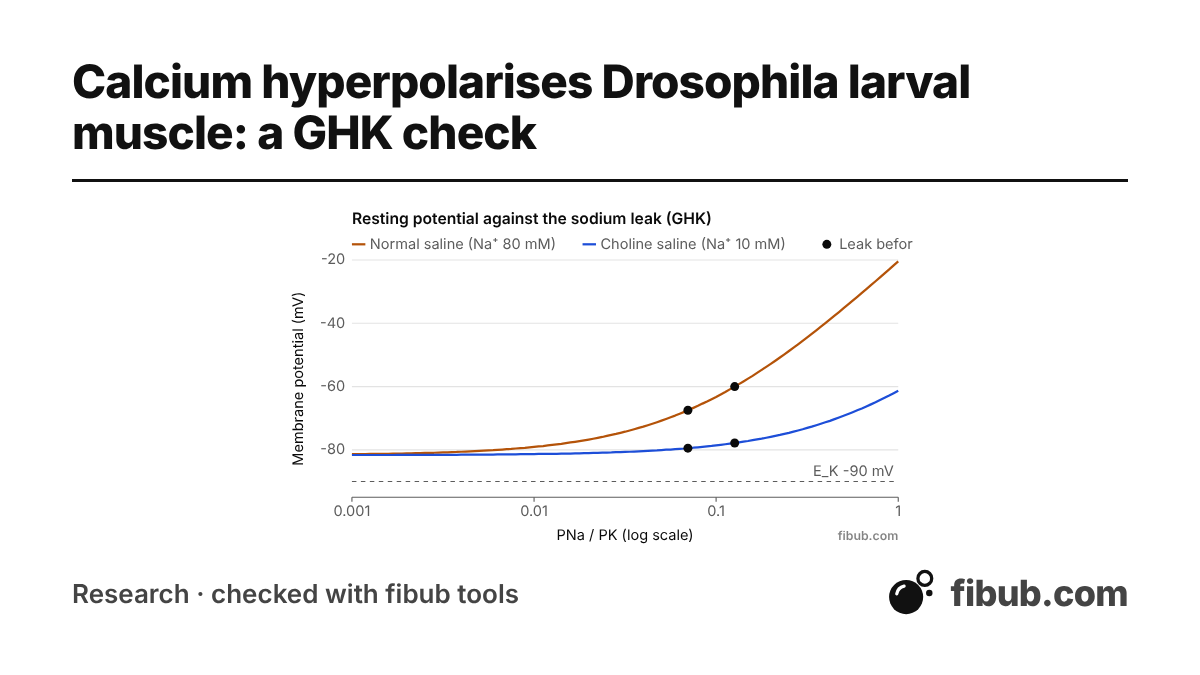 Calcium hyperpolarises Drosophila larval
muscle: a GHK check
Resting potential against the sodium leak (GHK)
Normal saline (Na⁺ 80 mM) Choline saline (Na⁺ 10 mM) Leak befor
-20
-40
-60
-80
Membrane potential (mV)
E_K -90 mV
0.001 0.01 0.1 1
PNa / PK (log scale)
fibub.com
Research · checked with fibub tools
fibub.com